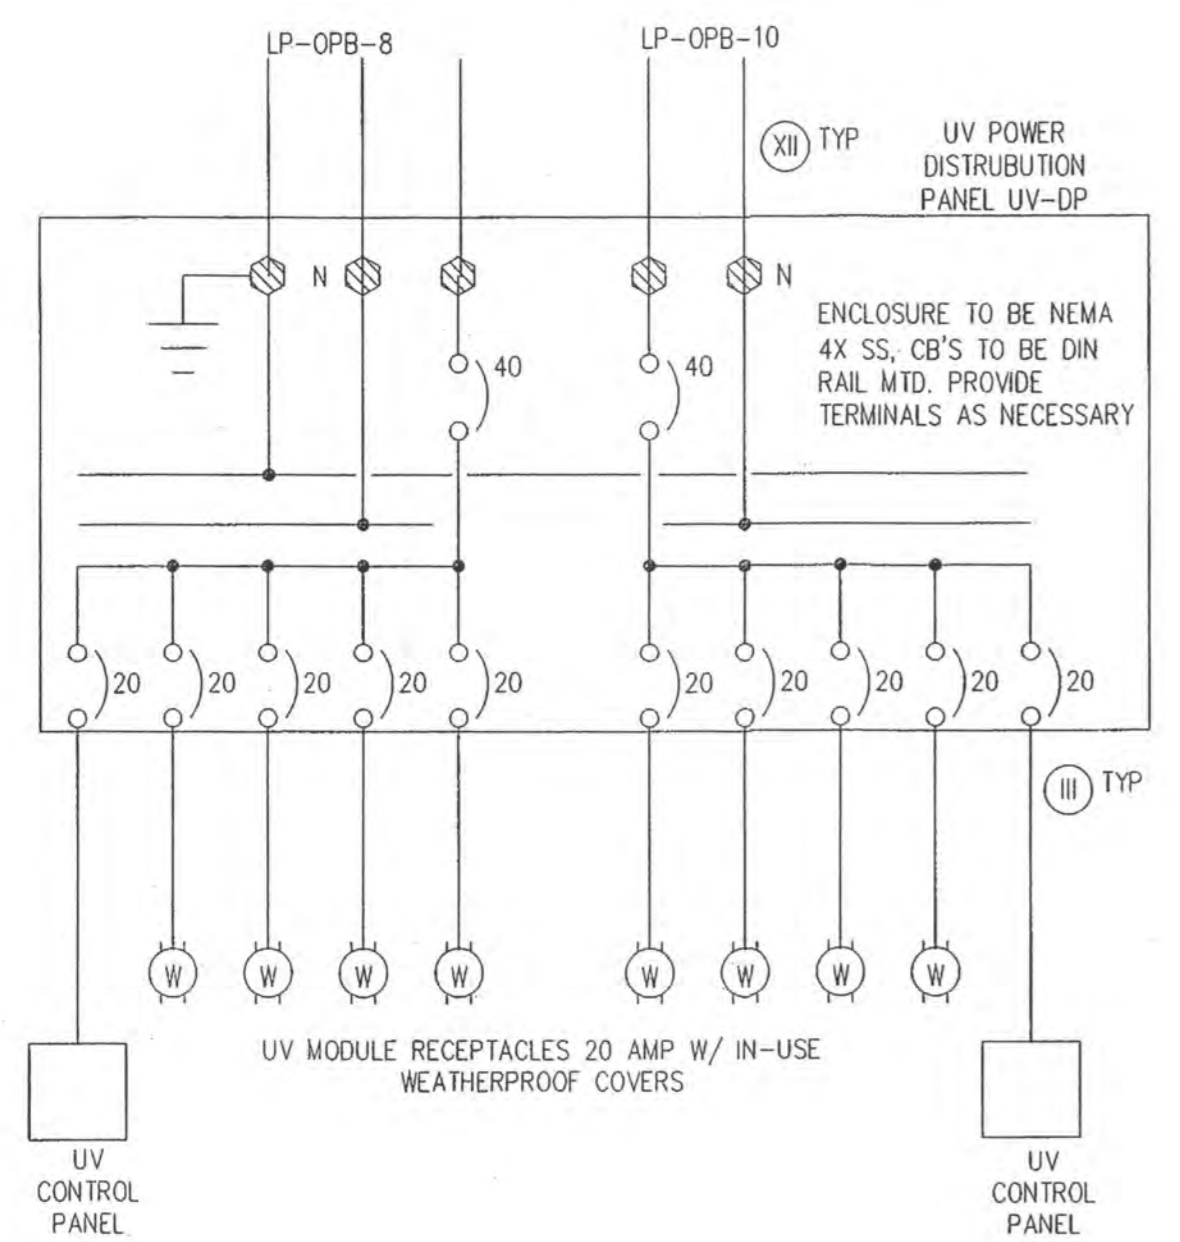 LP-OPB-8
LP-OPB-10
XII TYP
UV POWER
DISTRUBUTION
PANEL UV-DP
N
N
ENCLOSURE TO BE NEMA
4X SS, CB'S TO BE DIN
RAIL MTD. PROVIDE
TERMINALS AS NECESSARY
40
40
20 20 20 20 20 20 20 20 20 20
III TYP
W W W W W W W W
UV MODULE RECEPTACLES 20 AMP W/ IN-USE
WEATHERPROOF COVERS
UV
CONTROL
PANEL
UV
CONTROL
PANEL